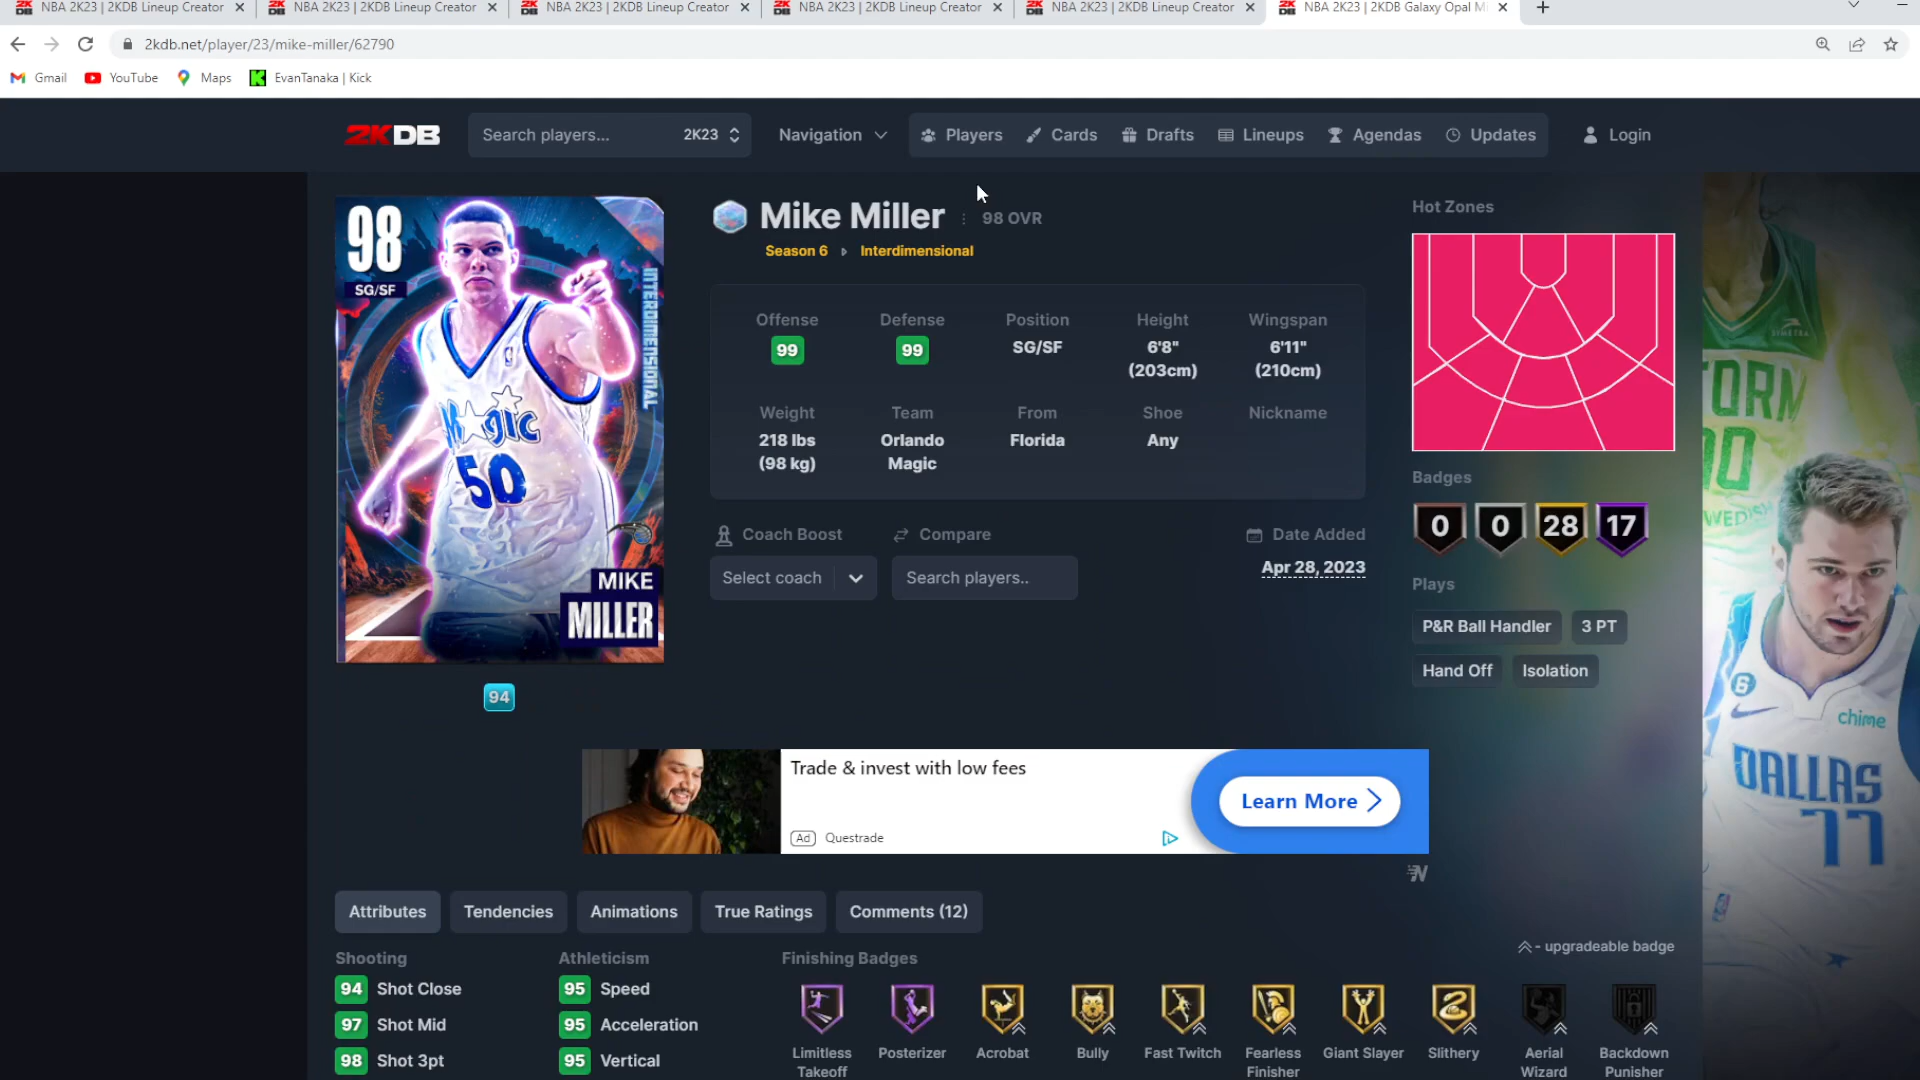 NBA 2K23 | 2KDB Lineup Creator
NBA 2K23 | 2KDB Lineup Creator
NBA 2K23 | 2KDB Lineup Creator
NBA 2K23 | 2KDB Lineup Creator
NBA 2K23 | 2KDB Lineup Creator
NBA 2K23 | 2KDB Galaxy Opal Mi
2kdb.net/player/23/mike-miller/62790
Gmail
YouTube
Maps
EvanTanaka | Kick
2KDB
Search players...
2K23
Navigation
Players
Cards
Drafts
Lineups
Agendas
Updates
Login
98
SG/SF
INTERDIMENSIONAL
Magic
50
MIKE
MILLER
94
Mike Miller
98 OVR
Season 6
Interdimensional
Offense
Defense
Position
Height
Wingspan
99
99
SG/SF
6'8"
(203cm)
6'11"
(210cm)
Weight
Team
From
Shoe
Nickname
218 lbs
(98 kg)
Orlando
Magic
Florida
Any
Coach Boost
Compare
Date Added
Select coach
Search players..
Apr 28, 2023
Hot Zones
Badges
0
0
28
17
Plays
P&R Ball Handler
3 PT
Hand Off
Isolation
6
chime
DALLAS
77
Trade & invest with low fees
Learn More
Ad
Questrade
Attributes
Tendencies
Animations
True Ratings
Comments (12)
- upgradeable badge
Shooting
94 Shot Close
97 Shot Mid
98 Shot 3pt
Athleticism
95 Speed
95 Acceleration
95 Vertical
Finishing Badges
Limitless
Takeoff
Posterizer
Acrobat
Bully
Fast Twitch
Fearless
Finisher
Giant Slayer
Slithery
Aerial
Wizard
Backdown
Punisher